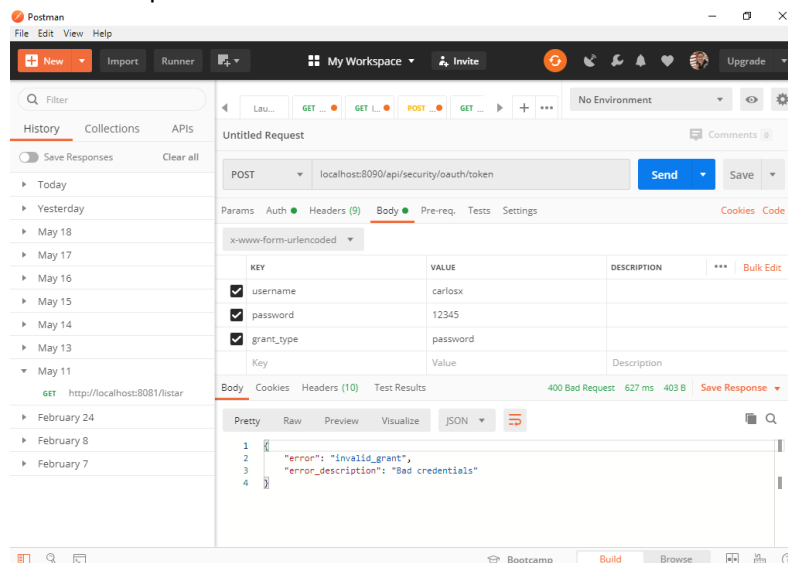 Postman
File Edit View Help
New Import Runner My Workspace Invite Upgrade
Filter
History Collections APIs
Save Responses Clear all
Today
Yesterday
May 18
May 17
May 16
May 15
May 14
May 13
May 11
GET http://localhost:8081/listar
February 24
February 8
February 7
Lau... GET ... GET l... POST ... GET ... No Environment
Untitled Request Comments 0
POST localhost:8090/api/security/oauth/token Send Save
Params Auth Headers (9) Body Pre-req. Tests Settings Cookies Code
x-www-form-urlencoded
KEY VALUE DESCRIPTION Bulk Edit
username carlosx
password 12345
grant_type password
Key Value Description
Body Cookies Headers (10) Test Results 400 Bad Request 627 ms 403 B Save Response
Pretty Raw Preview Visualize JSON
1 {
2 "error": "invalid_grant",
3 "error_description": "Bad credentials"
4 }
Bootcamp Build Browse